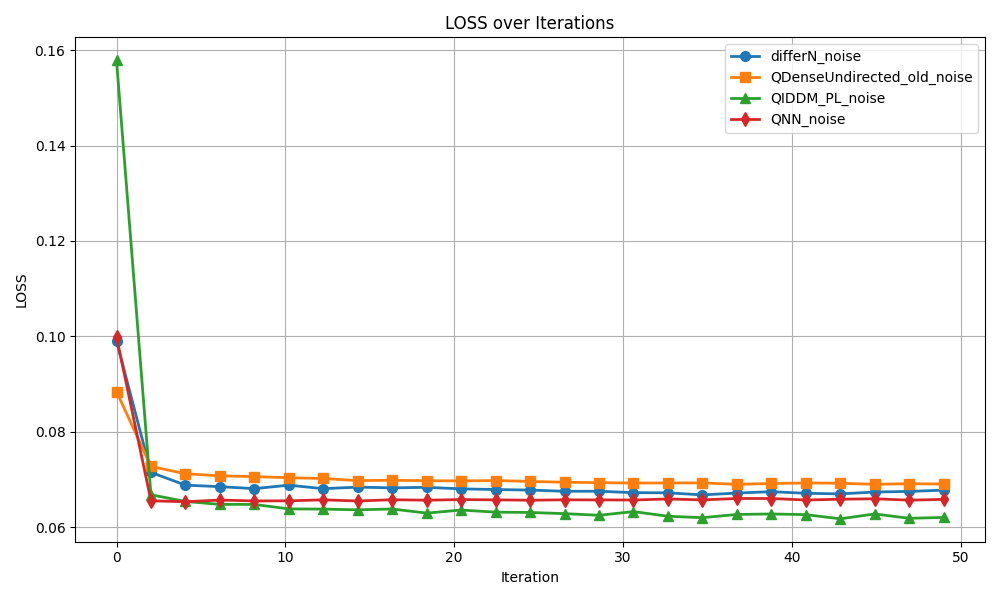 LOSS over Iterations
differN_noise
QDenseUndirected_old_noise
QIDDM_PL_noise
QNN_noise
LOSS
0.16
0.14
0.12
0.10
0.08
0.06
0 10 20 30 40 50
Iteration